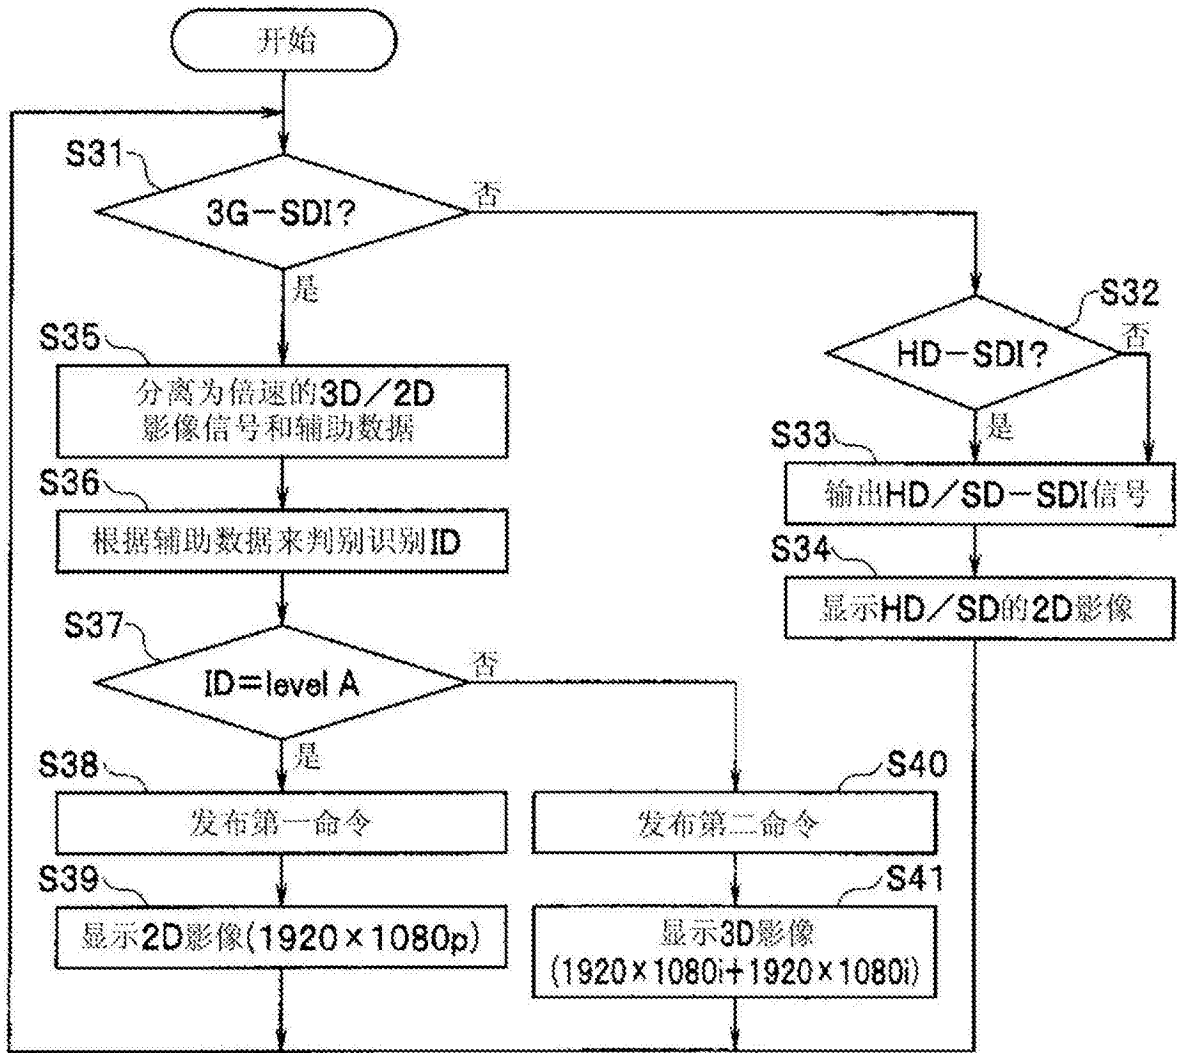 开始
S31
3G-SDI?
否
是
S32
HD-SDI?
否
是
S35
分离为倍速的3D/2D
影像信号和辅助数据
S33
输出HD/SD-SDI信号
S36
根据辅助数据来判别识别ID
S34
显示HD/SD的2D影像
S37
ID=level A
否
是
S38
发布第一命令
S40
发布第二命令
S39
显示2D影像(1920×1080p)
S41
显示3D影像
(1920×1080i+1920×1080i)